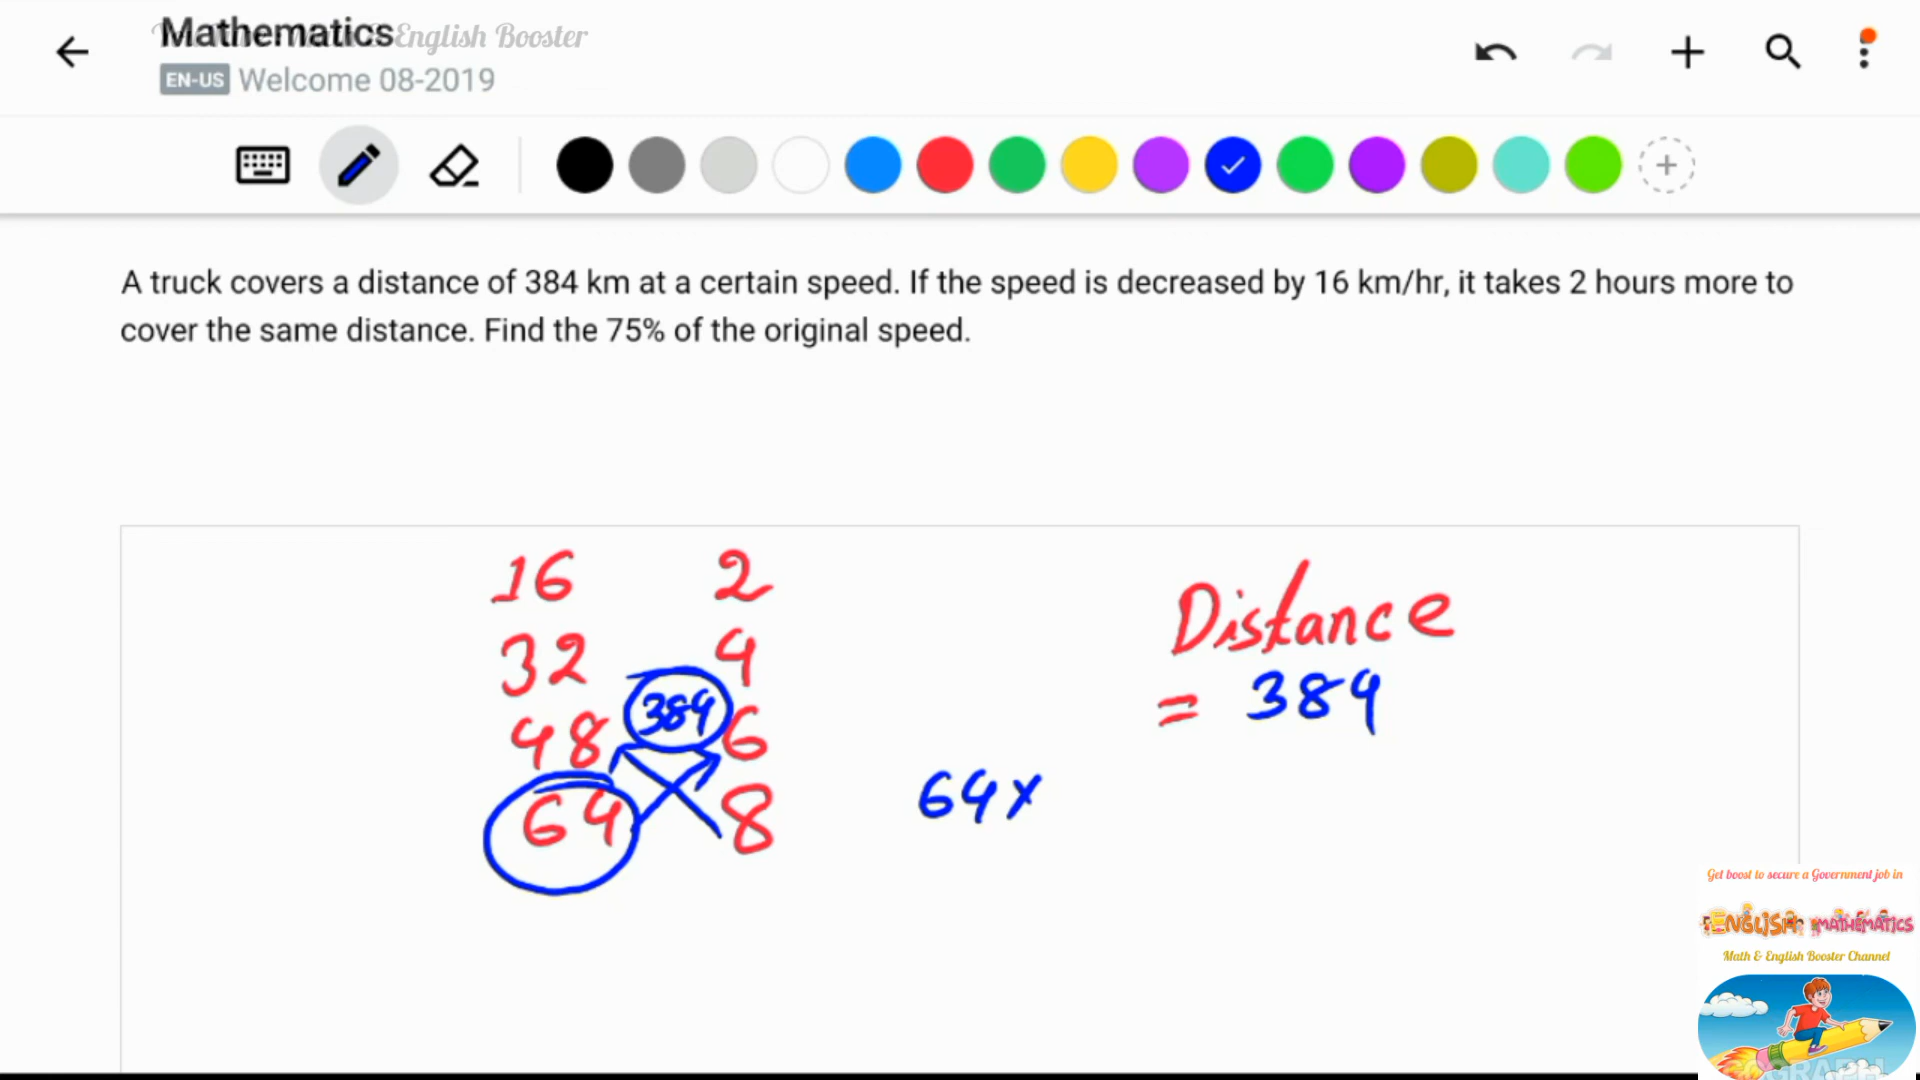 Mathematics
English Booster
EN-US Welcome 08-2019
A truck covers a distance of 384 km at a certain speed. If the speed is decreased by 16 km/hr, it takes 2 hours more to
cover the same distance. Find the 75% of the original speed.
16 2
32 4
384
48 6
64 8
Distance
= 384
64 x
Get boost to secure a Government job in
ENGLISH MATHEMATICS
Math & English Booster Channel